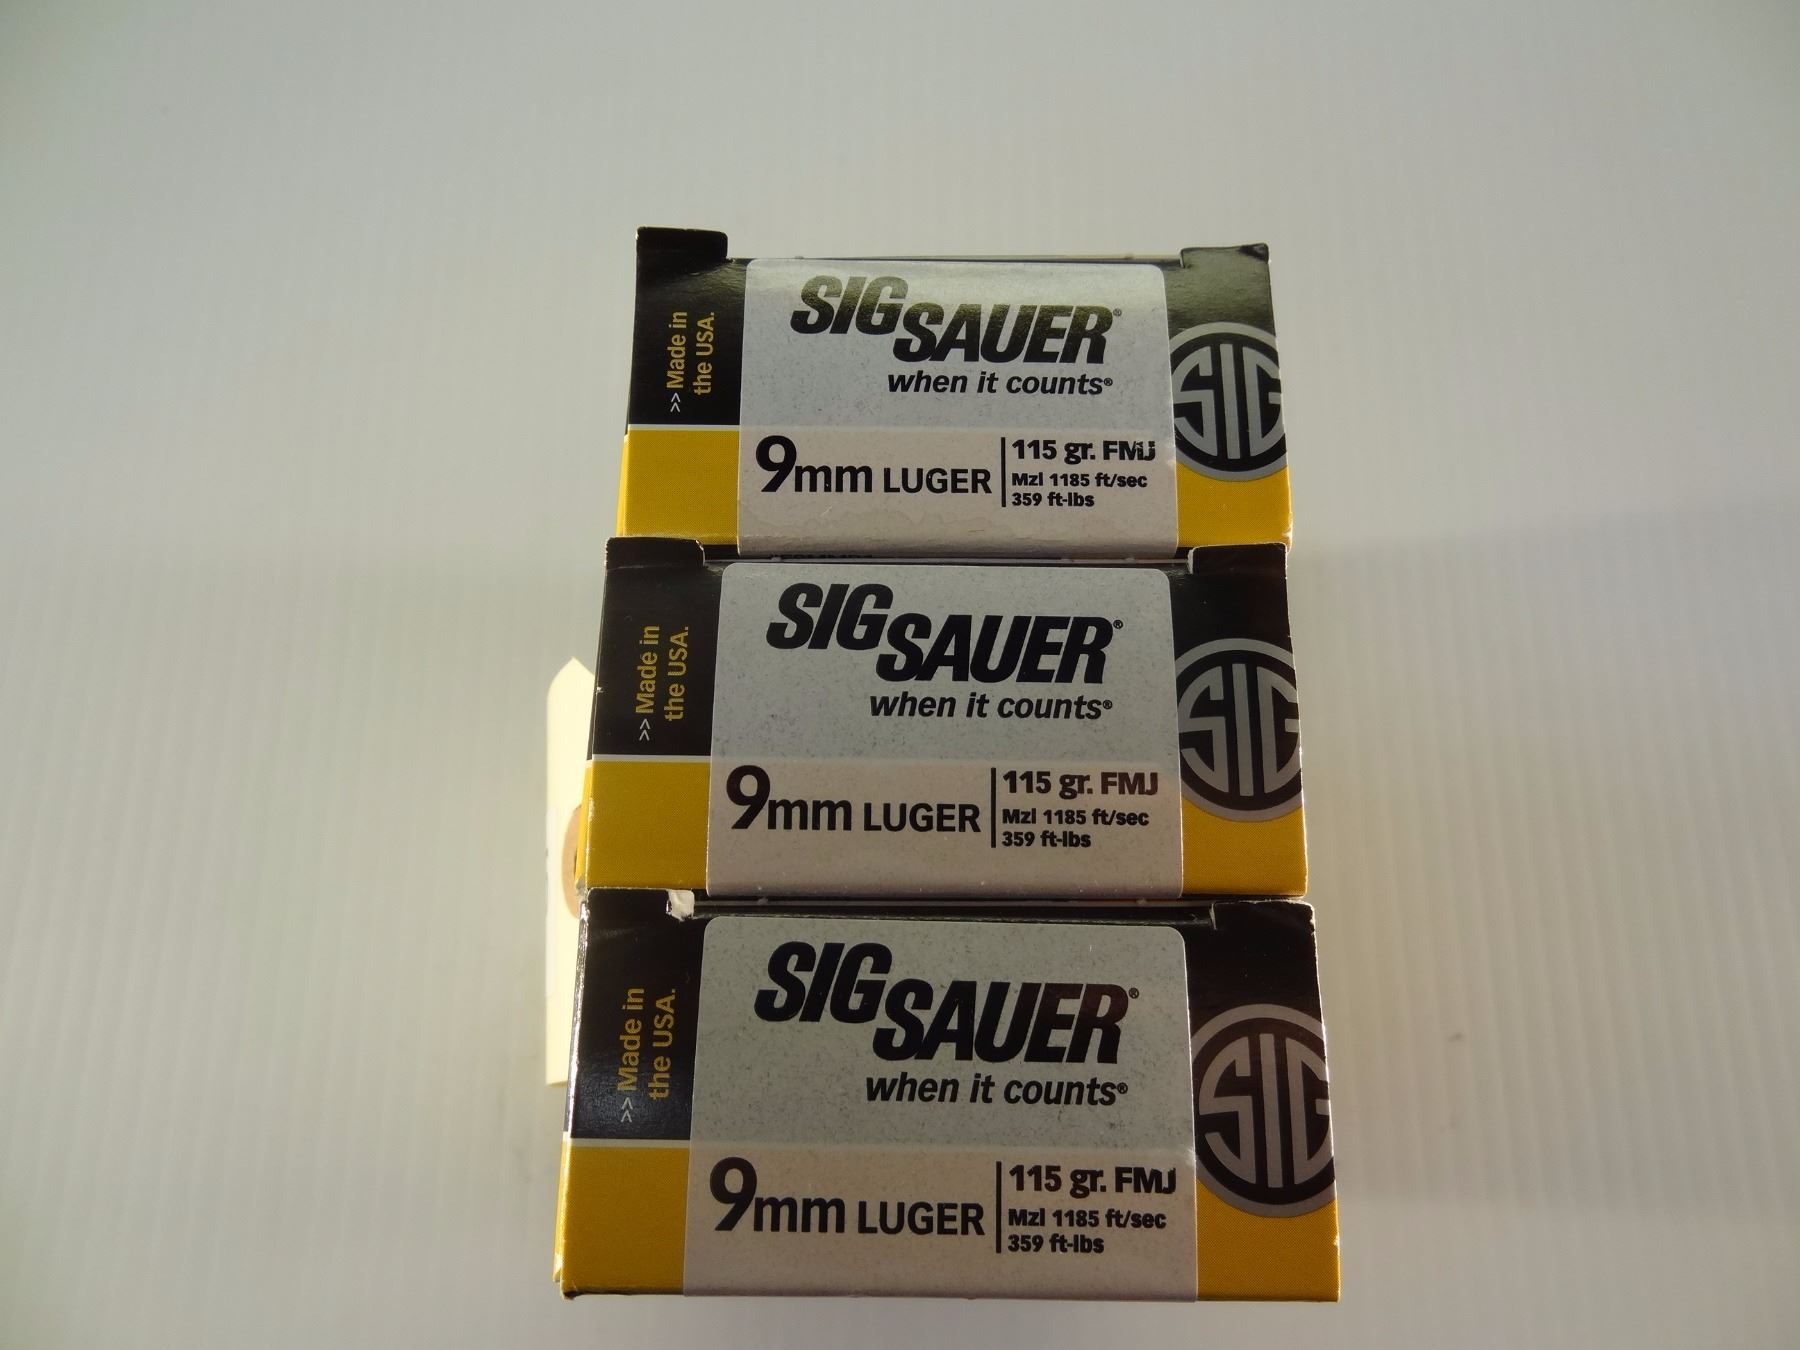 >> Made in
the USA.
SIG SAUER®
when it counts®
9mm LUGER
115 gr. FMJ
Mzl 1185 ft/sec
359 ft-lbs
SIG
>> Made in
the USA.
SIG SAUER®
when it counts®
9mm LUGER
115 gr. FMJ
Mzl 1185 ft/sec
359 ft-lbs
SIG
>> Made in
the USA.
SIG SAUER®
when it counts®
9mm LUGER
115 gr. FMJ
Mzl 1185 ft/sec
359 ft-lbs
SIG